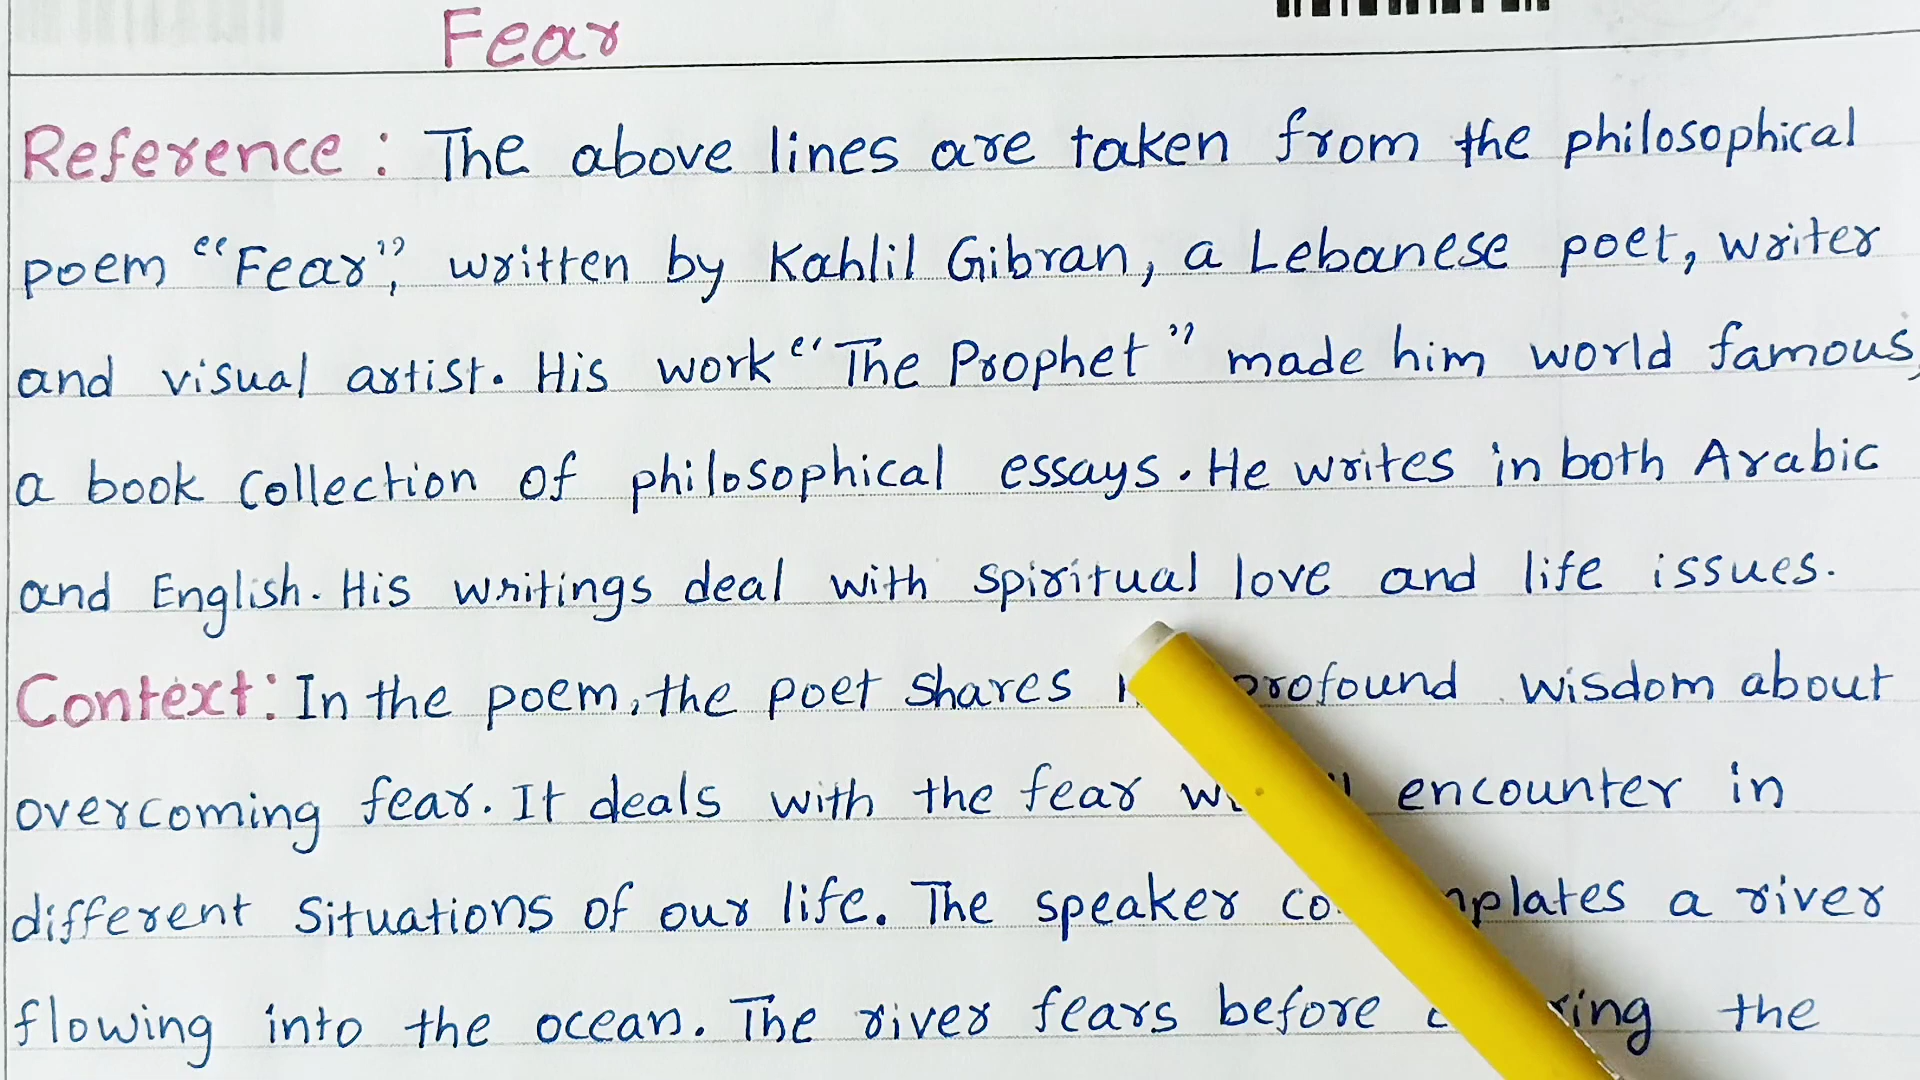 Fear
Reference: The above lines are taken from the philosophical
poem "Fear", written by Kahlil Gibran, a Lebanese poet, writer
and visual artist. His work "The Prophet" made him world famous,
a book collection of philosophical essays. He writes in both Arabic
and English. His writings deal with spiritual love and life issues.
Context: In the poem, the poet shares profound wisdom about
overcoming fear. It deals with the fear encounter in
different situations of our life. The speaker a river
flowing into the ocean. The river fears before the